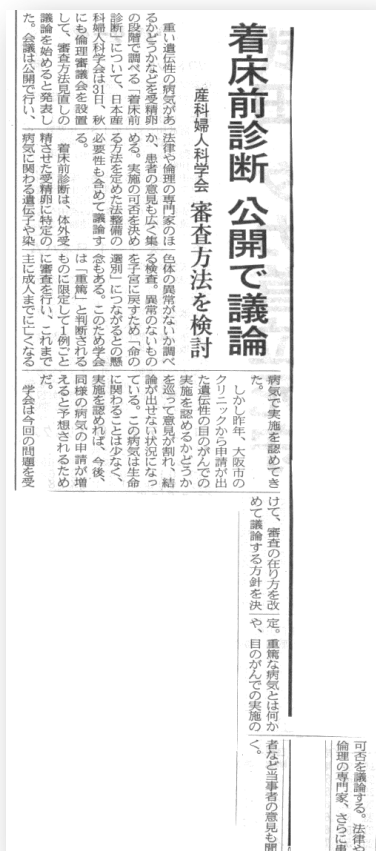 着床前診断 公開で議論
産科婦人科学会 審査方法を検討
重い遺伝性の病気があ
るかどうかなどを受精卵
の段階で調べる「着床前
診断」について、日本産
科婦人科学会は31日、秋
にも倫理審議会を設置
して、審査方法見直しの
議論を始めると発表し
た。会議は公開で行い、
法律や倫理の専門家のほ
か、患者の意見も広く集
める。実施の可否を決め
る方法を定めた法整備の
必要性も含めて議論す
る。
着床前診断は、体外受
精させた受精卵に特定の
病気に関わる遺伝子や染
色体の異常がないか調べ
る検査。異常のないもの
を子宮に戻すため「命の
選別」につながるとの懸
念もある。このため学会
は「重篤」と判断される
ものに限定して1例ごと
に審査を行い、これまで
主に成人までに亡くなる
病気で実施を認めてき
た。
しかし昨年、大阪市の
クリニックから申請が出
た遺伝性の目のがんでの
実施を認めるかどうか
を巡って意見が割れ、結
論が出せない状況になっ
ている。この病気は生命
に関わることは少なく、
実施を認めれば、今後、
同様の病気の申請が増
えると予想されるため
だ。
学会は今回の問題を受
けて、審査の在り方を改
めて議論する方針を決
定。重篤な病気とは何か
や、目のがんでの実施の
可否を議論する。法律や
倫理の専門家、さらに患
者など当事者の意見も聞
く。